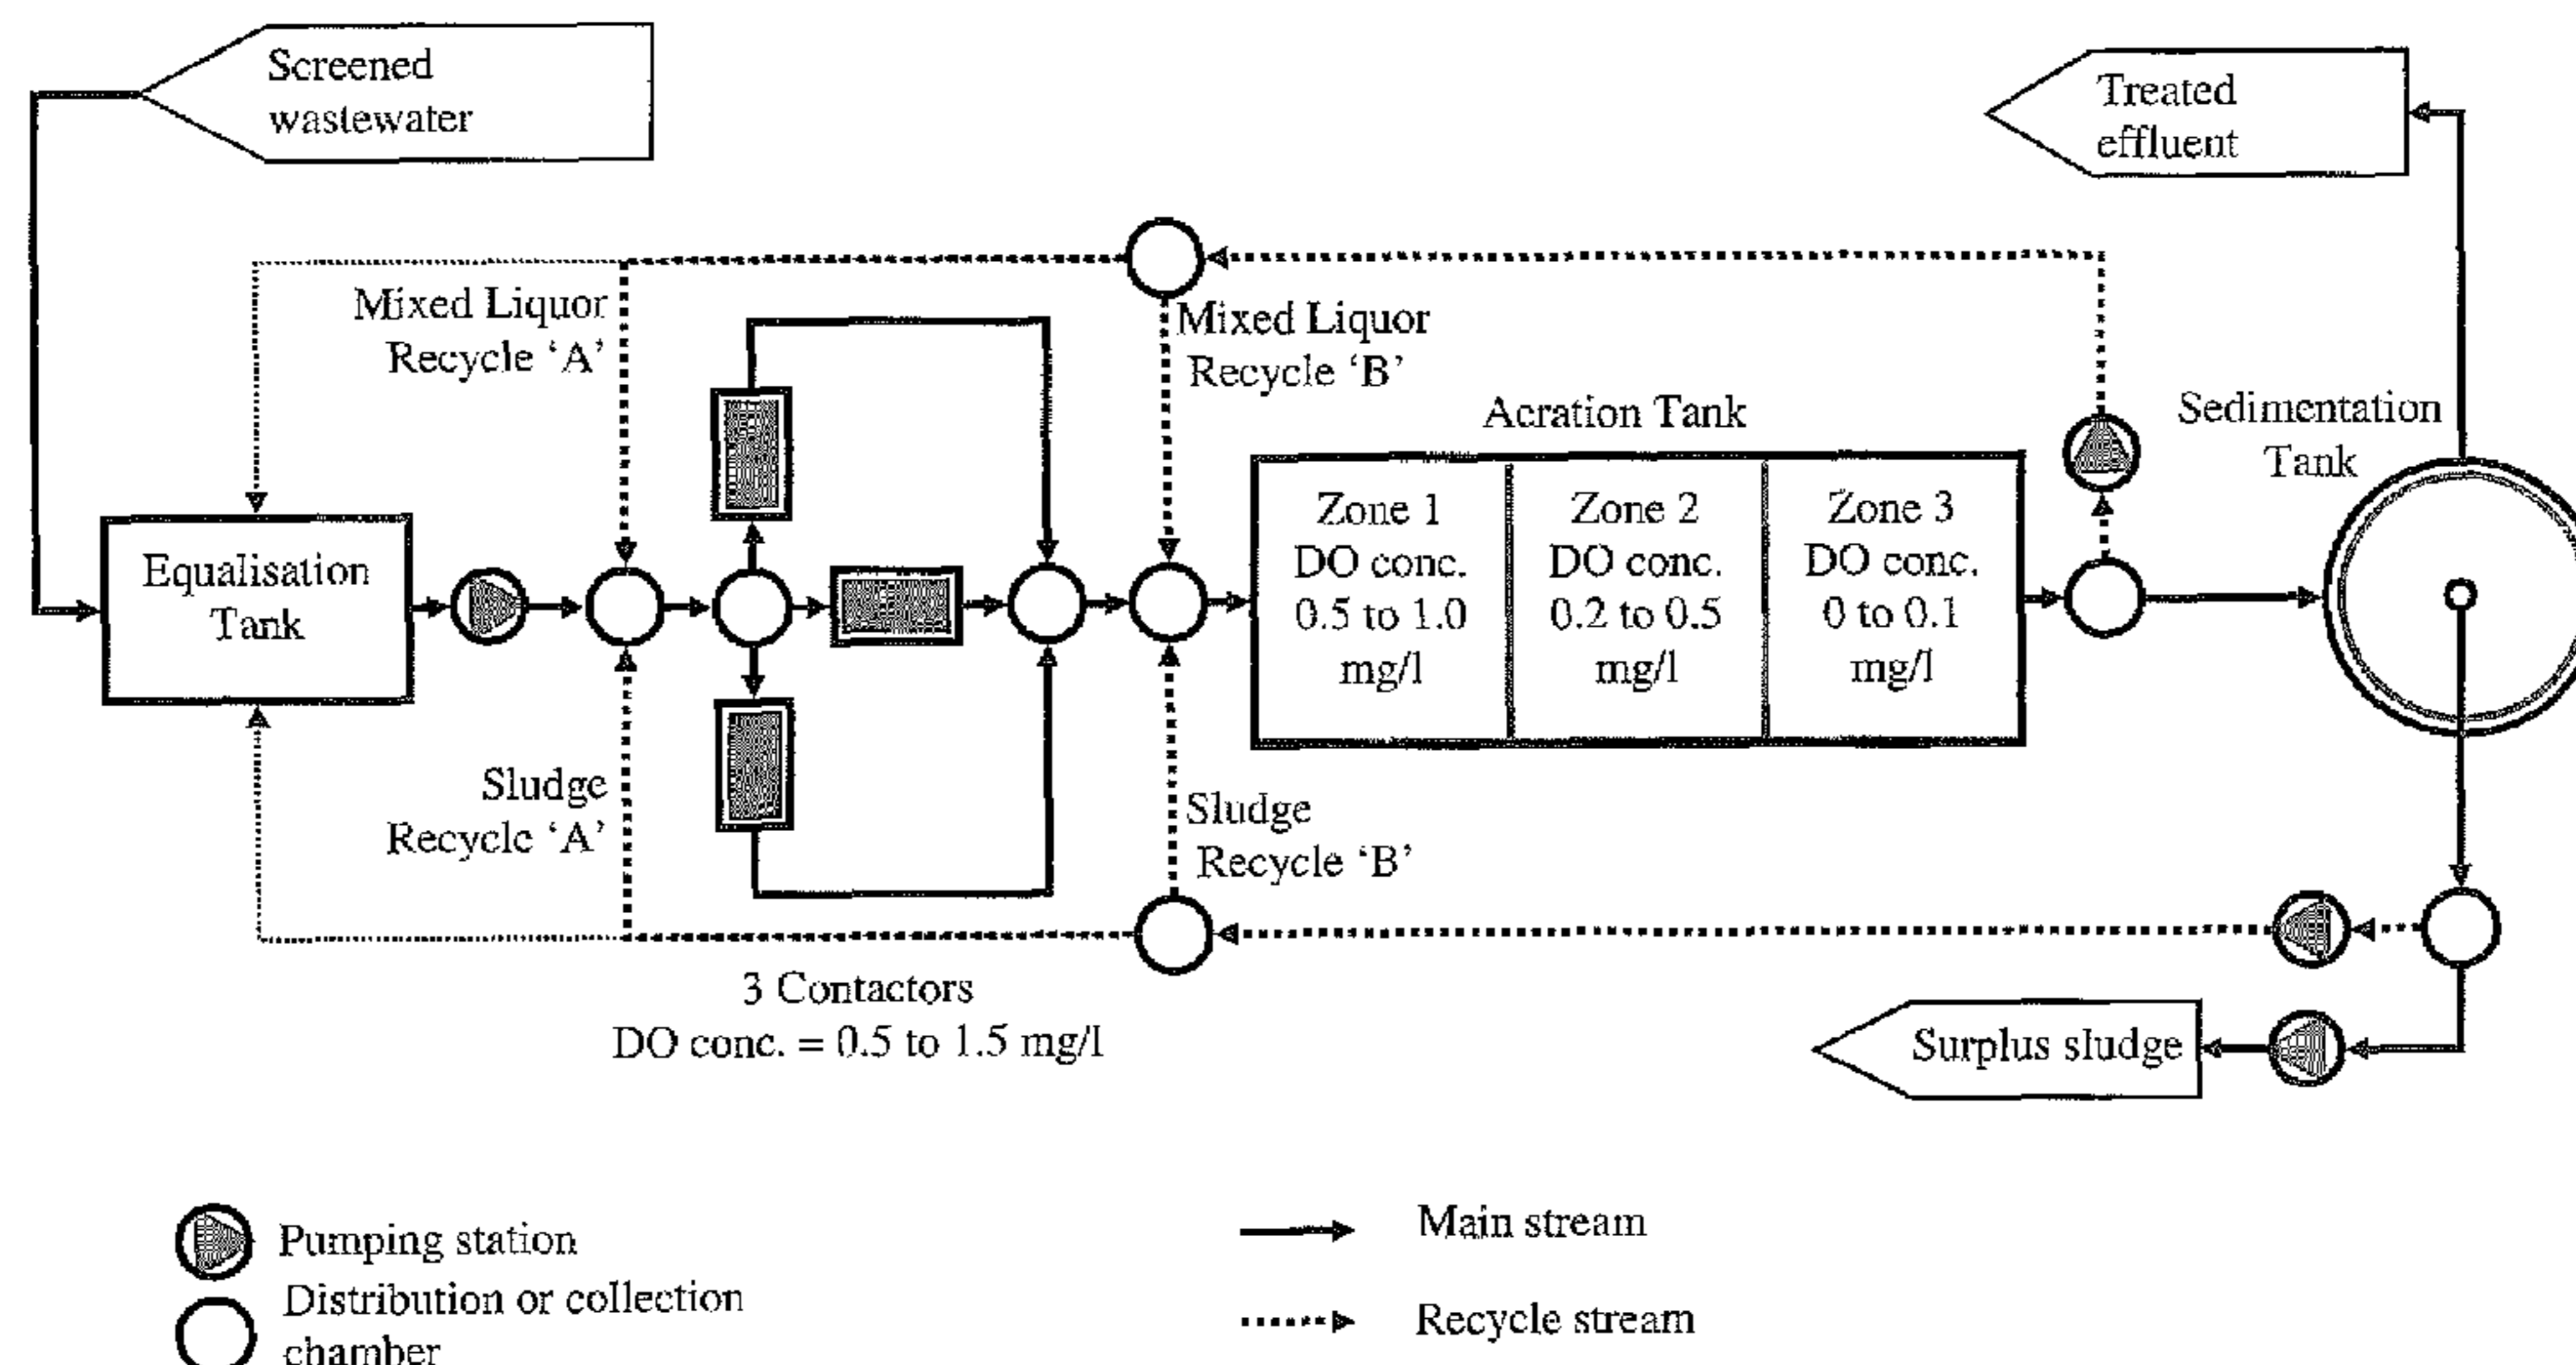 Screened
wastewater
Treated
effluent
Mixed Liquor
Recycle ‘A’
Mixed Liquor
Recycle ‘B’
Aeration Tank
Sedimentation
Tank
Equalisation
Tank
Zone 1
DO conc.
0.5 to 1.0
mg/l
Zone 2
DO conc.
0.2 to 0.5
mg/l
Zone 3
DO conc.
0 to 0.1
mg/l
Sludge
Recycle ‘A’
Sludge
Recycle ‘B’
3 Contactors
DO conc. = 0.5 to 1.5 mg/l
Surplus sludge
Pumping station
Distribution or collection
chamber
Main stream
Recycle stream